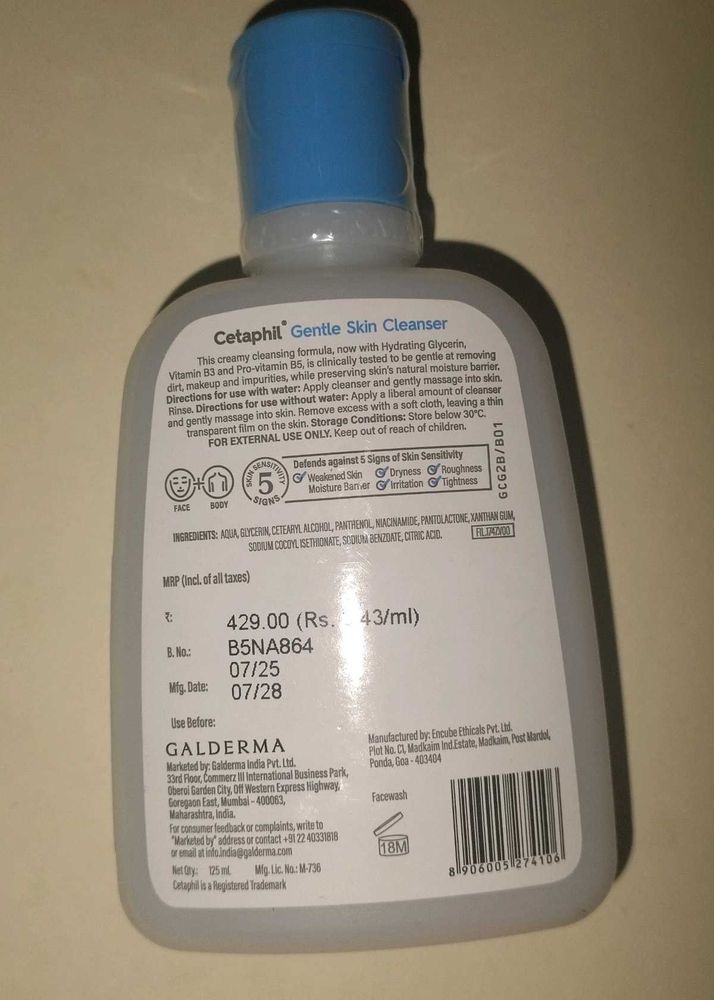 Cetaphil® Gentle Skin Cleanser
This creamy cleansing formula, now with Hydrating Glycerin,
Vitamin B3 and Pro-vitamin B5, is clinically tested to be gentle at removing
dirt, makeup and impurities, while preserving skin's natural moisture barrier.
Directions for use with water: Apply cleanser and gently massage into skin.
Rinse. Directions for use without water: Apply a liberal amount of cleanser
and gently massage into skin. Remove excess with a soft cloth, leaving a thin
transparent film on the skin. Storage Conditions: Store below 30°C.
FOR EXTERNAL USE ONLY. Keep out of reach of children.
FACE
BODY
SKIN SENSITIVITY
5
SIGNS
Defends against 5 Signs of Skin Sensitivity
Weakened Skin Dryness Roughness
Moisture Barrier Irritation Tightness
GCG2B/B01
INGREDIENTS: AQUA, GLYCERIN, CETEARYL ALCOHOL, PANTHENOL, NIACINAMIDE, PANTOLACTONE, XANTHAN GUM,
SODIUM COCOYL ISETHIONATE, SODIUM BENZOATE, CITRIC ACID.
MRP (Incl. of all taxes)
₹: 429.00 (Rs. 43/ml)
B. No.: B5NA864
07/25
Mfg. Date: 07/28
Use Before:
GALDERMA
Marketed by: Galderma India Pvt. Ltd.
33rd Floor, Commerz III International Business Park,
Oberoi Garden City, Off Western Express Highway,
Goregaon East, Mumbai - 400063,
Maharashtra, India.
For consumer feedback or complaints, write to
"Marketed by" address or contact +91 22 40331818
or email at info.india@galderma.com
Net Qty.: 125 ml. Mfg. Lic. No.: M-736
Cetaphil is a Registered Trademark
Manufactured by: Encube Ethicals Pvt. Ltd.
Plot No. C1, Madkaim Ind.Estate, Madkaim, Post Mardol,
Ponda, Goa - 403404
Facewash
18M
8 906005 274106